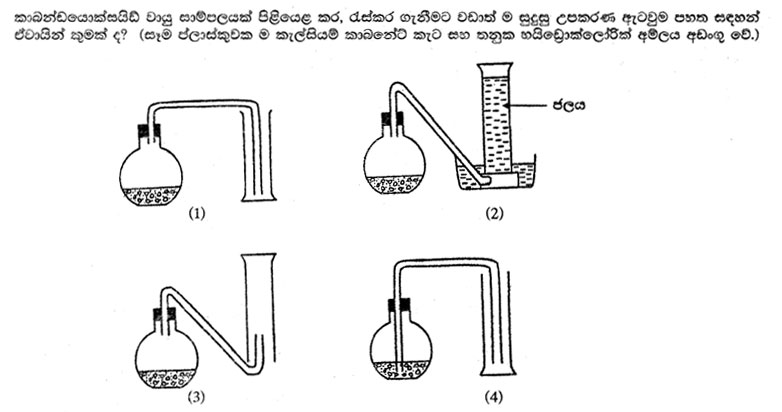 කාබන්ඩයොක්සයිඩ් වායු සාම්පලයක් පිළියෙළ කර, රැස්කර ගැනීමට වඩාත් ම සුදුසු උපකරණ ඇටවුම පහත සඳහන්
ඒවායින් කුමක් ද? (සෑම ප්ලාස්කුවක ම කැල්සියම් කාබනේට් කැට සහ තනුක හයිඩ්‍රොක්ලෝරික් අම්ලය අඩංගු වේ.)
ජලය
(1)
(2)
(3)
(4)